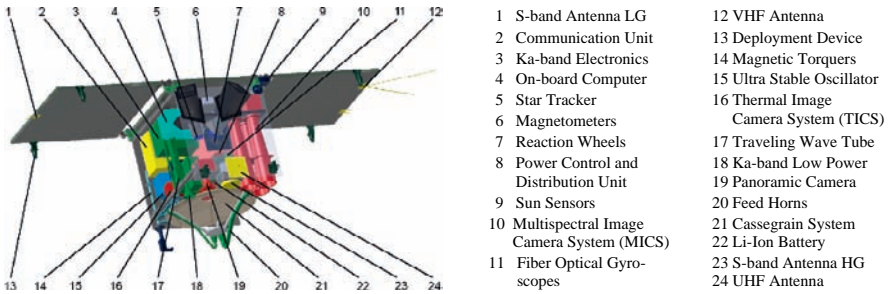 1 2 3 4 5 6 7 8 9 10 11 12
13 14 15 16 17 18 19 20 21 22 23 24
1 S-band Antenna LG
2 Communication Unit
3 Ka-band Electronics
4 On-board Computer
5 Star Tracker
6 Magnetometers
7 Reaction Wheels
8 Power Control and
Distribution Unit
9 Sun Sensors
10 Multispectral Image
Camera System (MICS)
11 Fiber Optical Gyro-
scopes
12 VHF Antenna
13 Deployment Device
14 Magnetic Torquers
15 Ultra Stable Oscillator
16 Thermal Image
Camera System (TICS)
17 Traveling Wave Tube
18 Ka-band Low Power
19 Panoramic Camera
20 Feed Horns
21 Cassegrain System
22 Li-Ion Battery
23 S-band Antenna HG
24 UHF Antenna